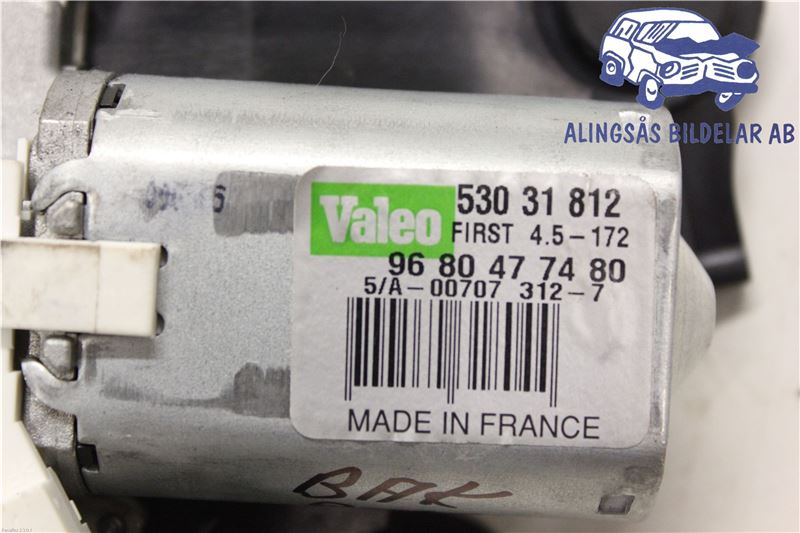 ALINGSÅS BILDELAR AB
Valeo
530 31 812
FIRST 4.5-172
96 80 47 74 80
5/A-00707 312-7
MADE IN FRANCE
BAK